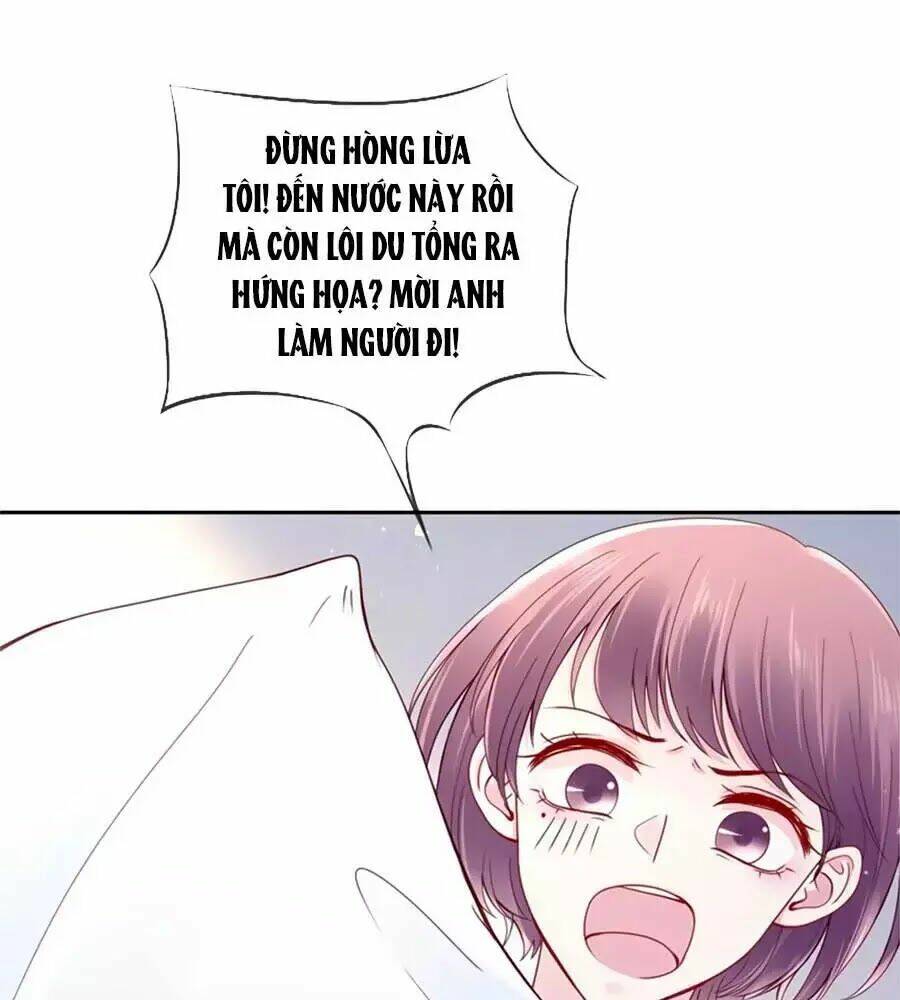 ĐỪNG HÒNG LỪA
TÔI! ĐẾN NƯỚC NÀY RỒI
MÀ CÒN LÔI DU TỔNG RA
HỨNG HỌA? MỜI ANH
LÀM NGƯỜI ĐI!